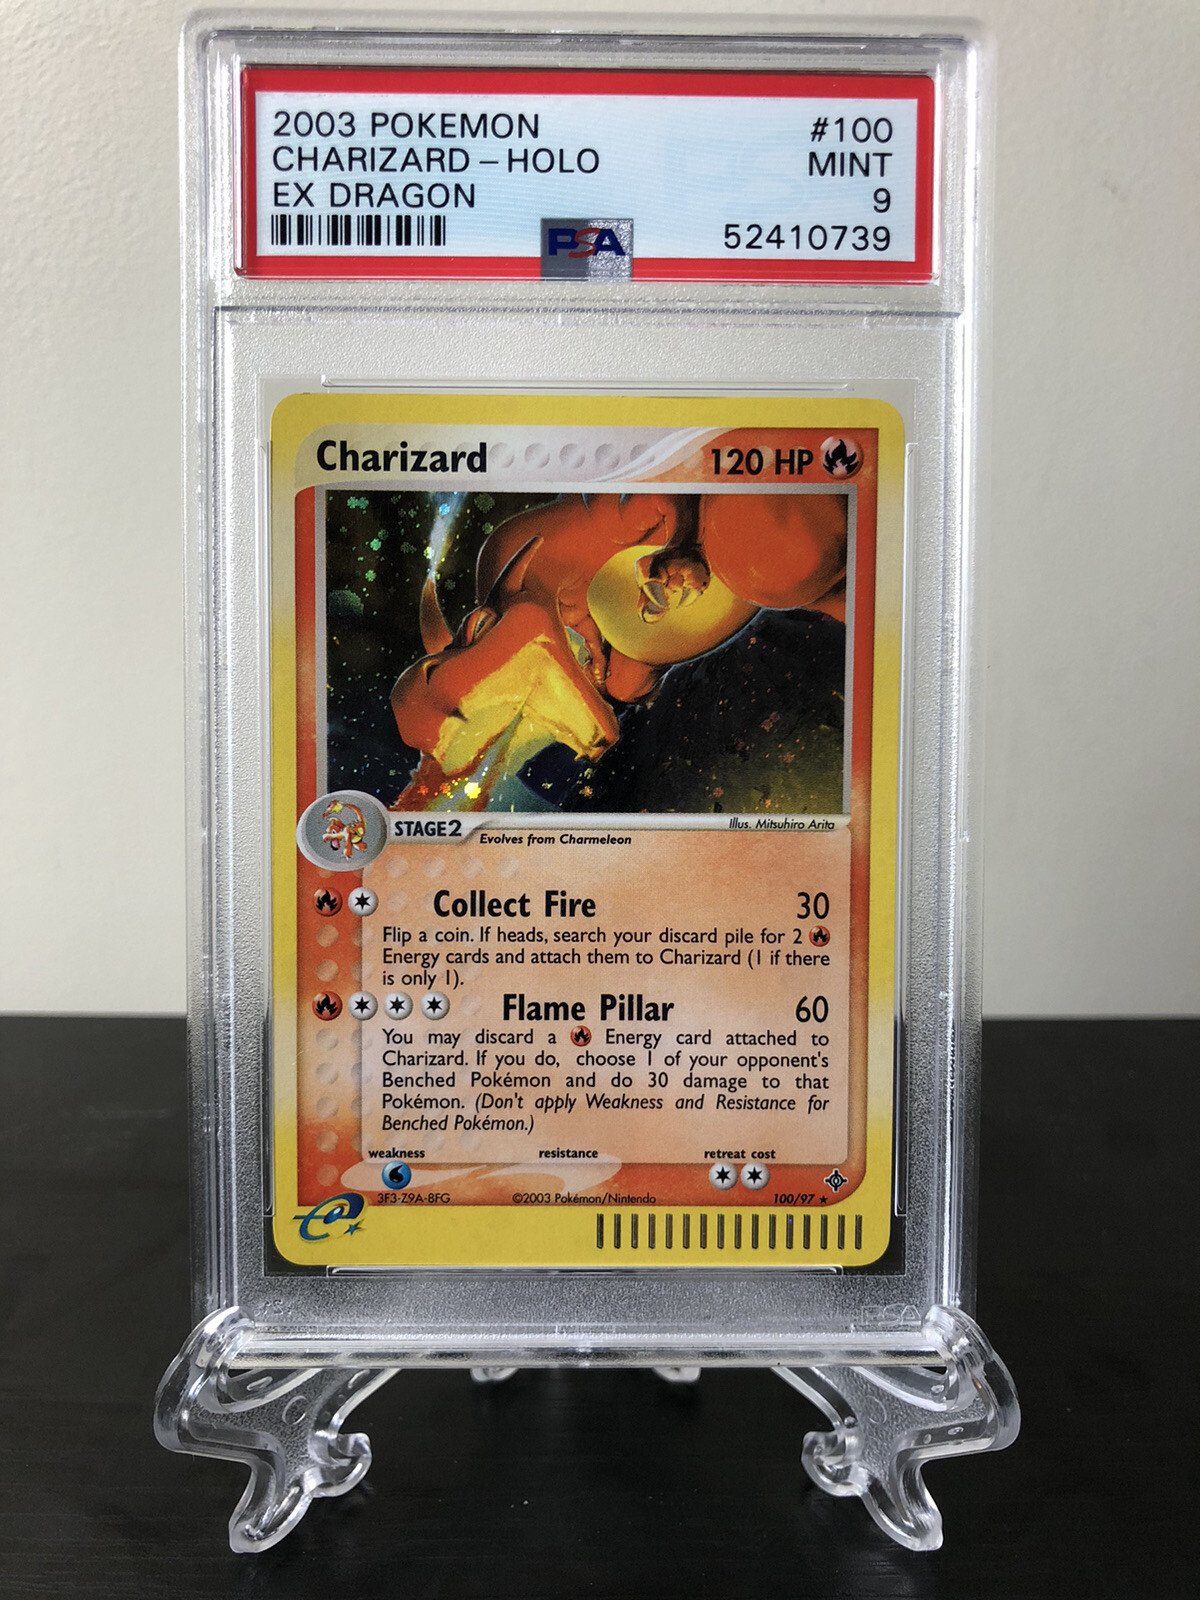 2003 POKEMON #100
CHARIZARD – HOLO MINT
EX DRAGON 9
PSA 52410739
Charizard 120 HP
STAGE2 Evolves from Charmeleon Illus. Mitsuhiro Arita
Collect Fire 30
Flip a coin. If heads, search your discard pile for 2
Energy cards and attach them to Charizard (1 if there
is only 1).
Flame Pillar 60
You may discard a Energy card attached to
Charizard. If you do, choose 1 of your opponent's
Benched Pokémon and do 30 damage to that
Pokémon. (Don't apply Weakness and Resistance for
Benched Pokémon.)
weakness resistance retreat cost
3F3-Z9A-8FG ©2003 Pokémon/Nintendo 100/97
e
PSA